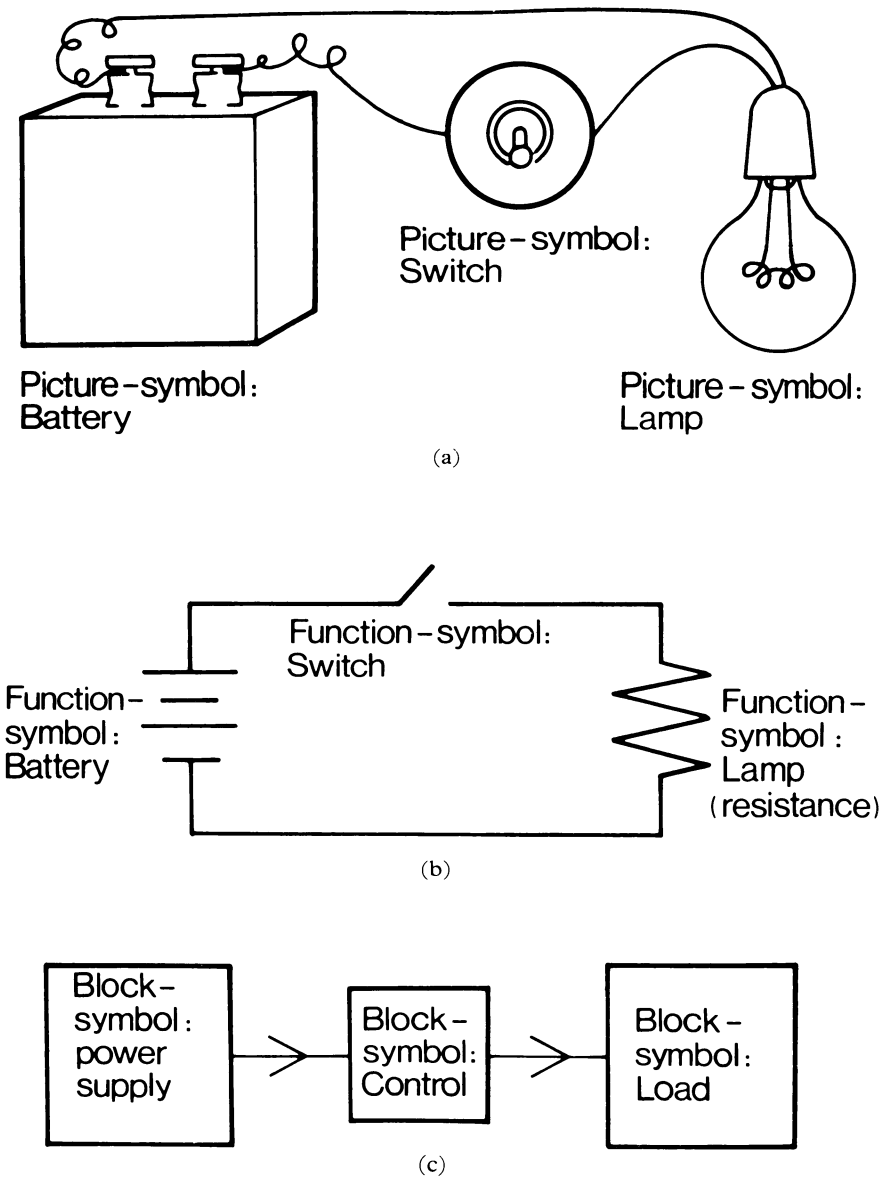 Picture-symbol:
Switch
Picture-symbol:
Battery
Picture-symbol:
Lamp
(a)
Function-symbol:
Switch
Function-
symbol:
Battery
Function-
symbol:
Lamp
(resistance)
(b)
Block-
symbol:
power
supply
Block-
symbol:
Control
Block-
symbol:
Load
(c)